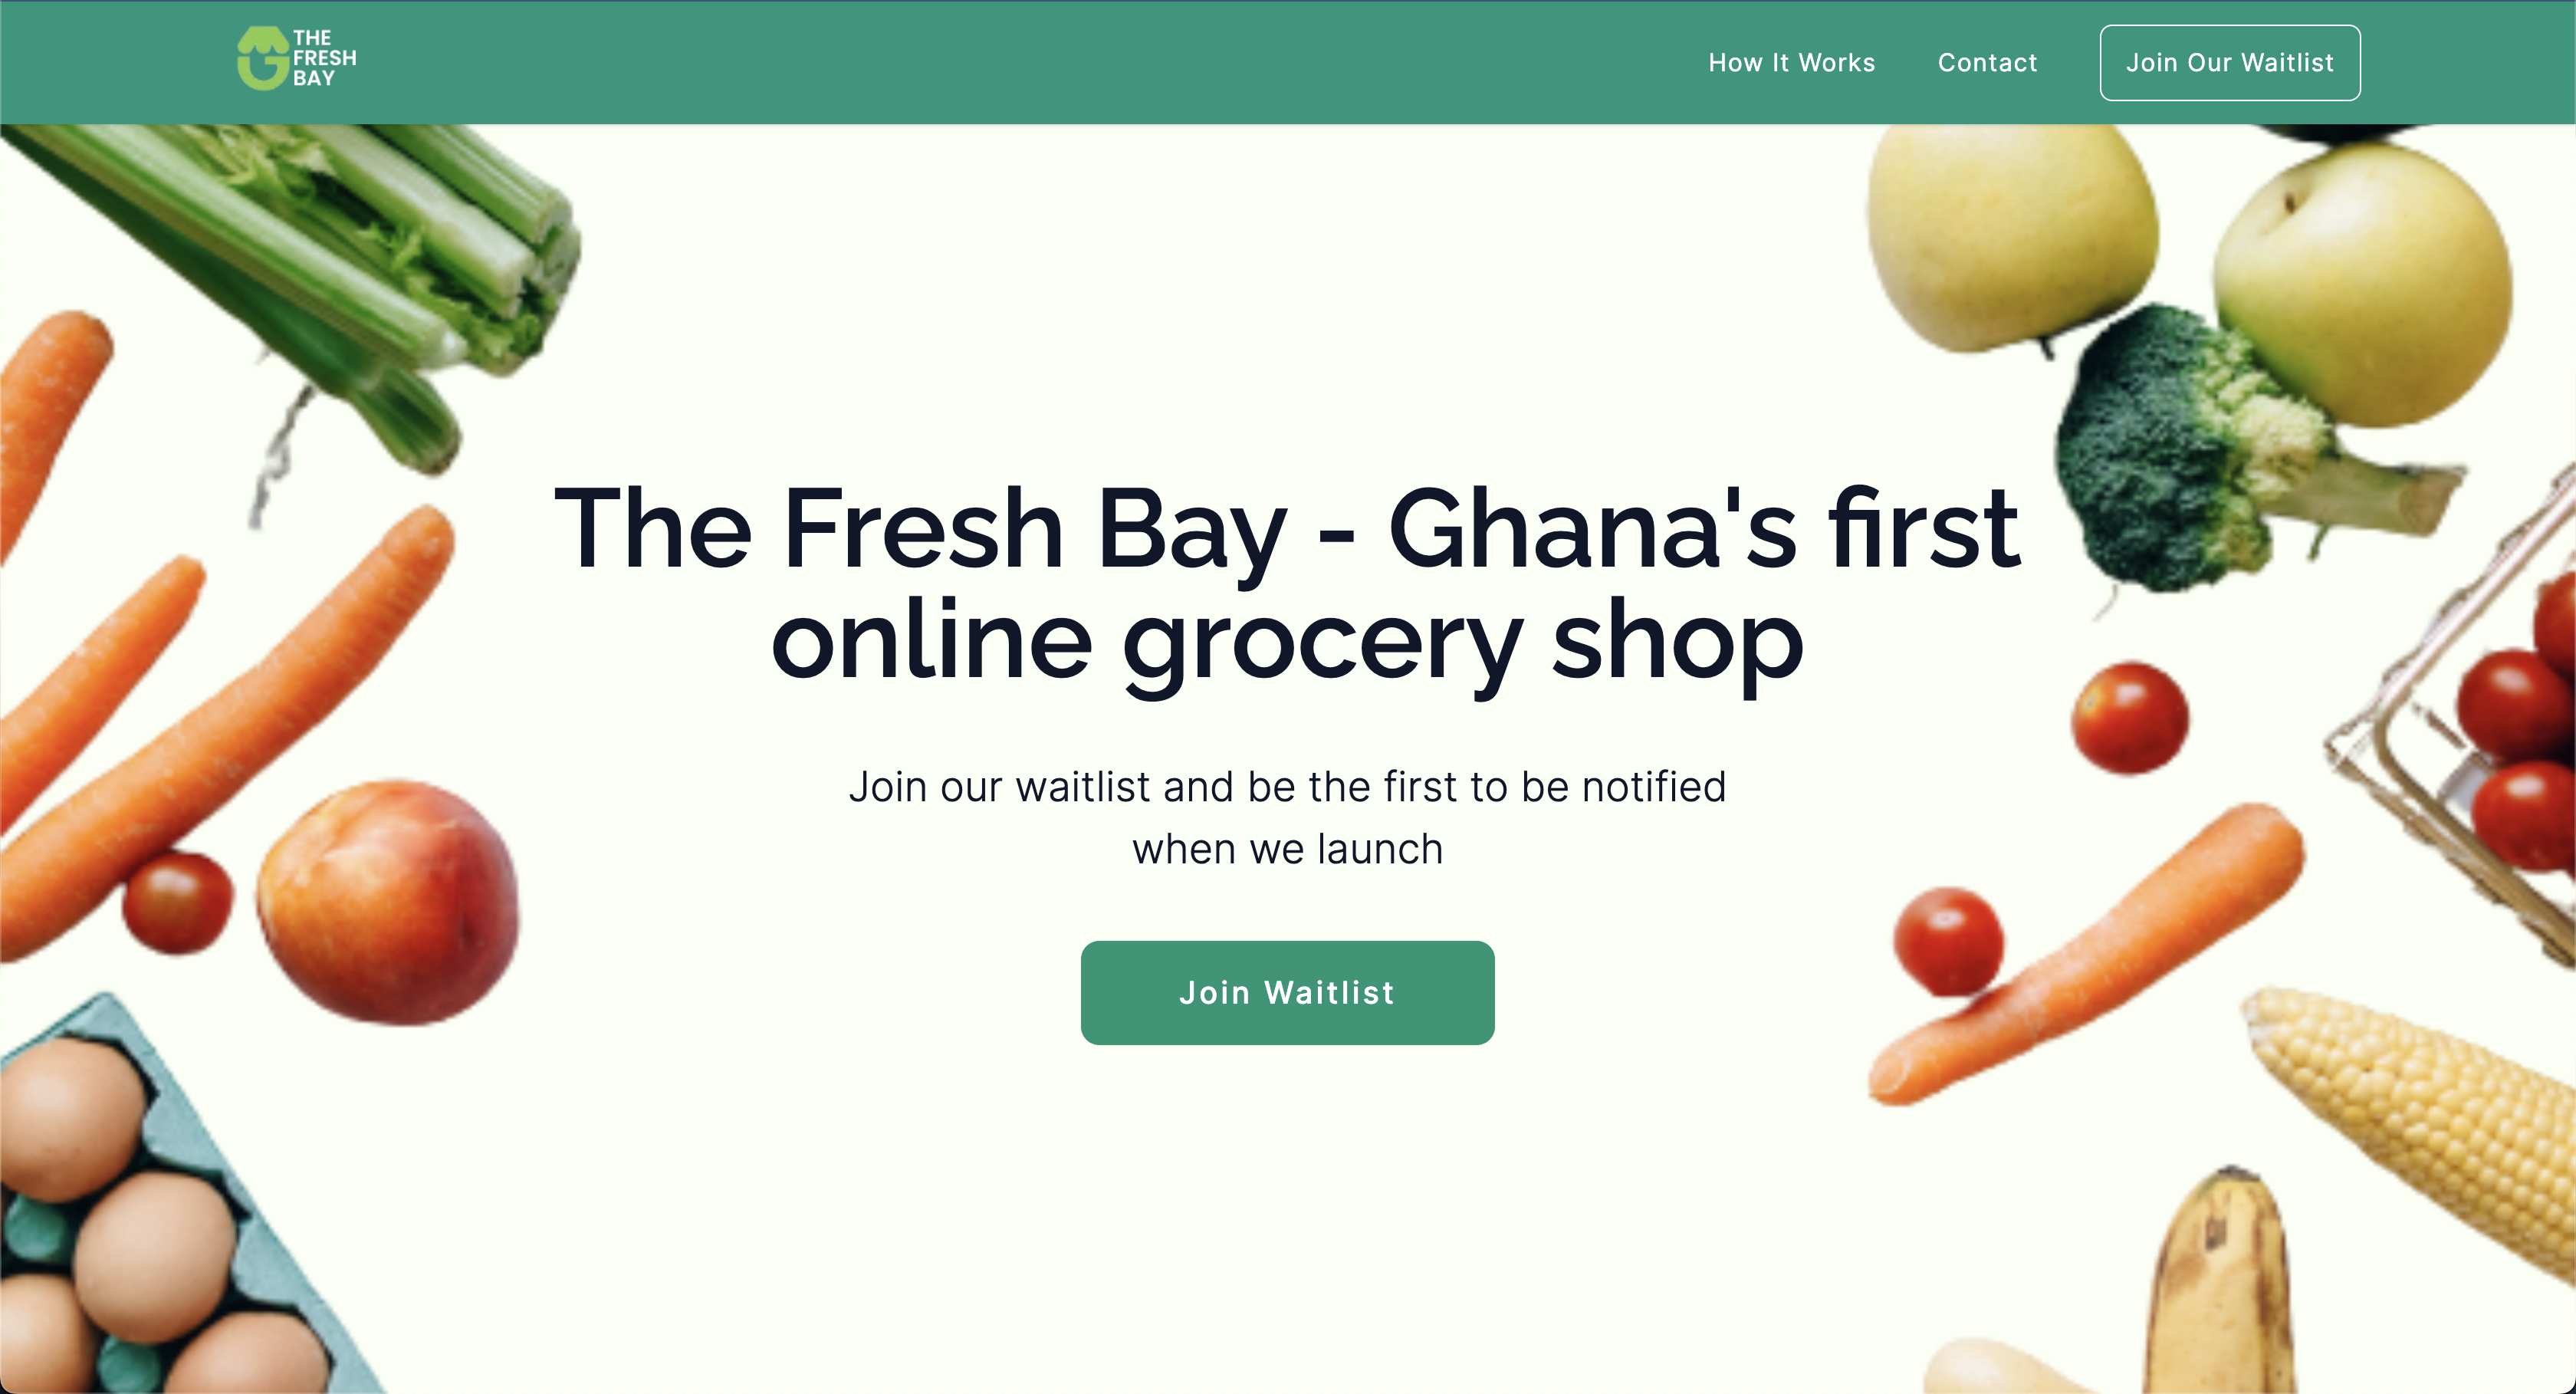 THE
FRESH
BAY
How It Works
Contact
Join Our Waitlist
The Fresh Bay - Ghana's first
online grocery shop
Join our waitlist and be the first to be notified
when we launch
Join Waitlist